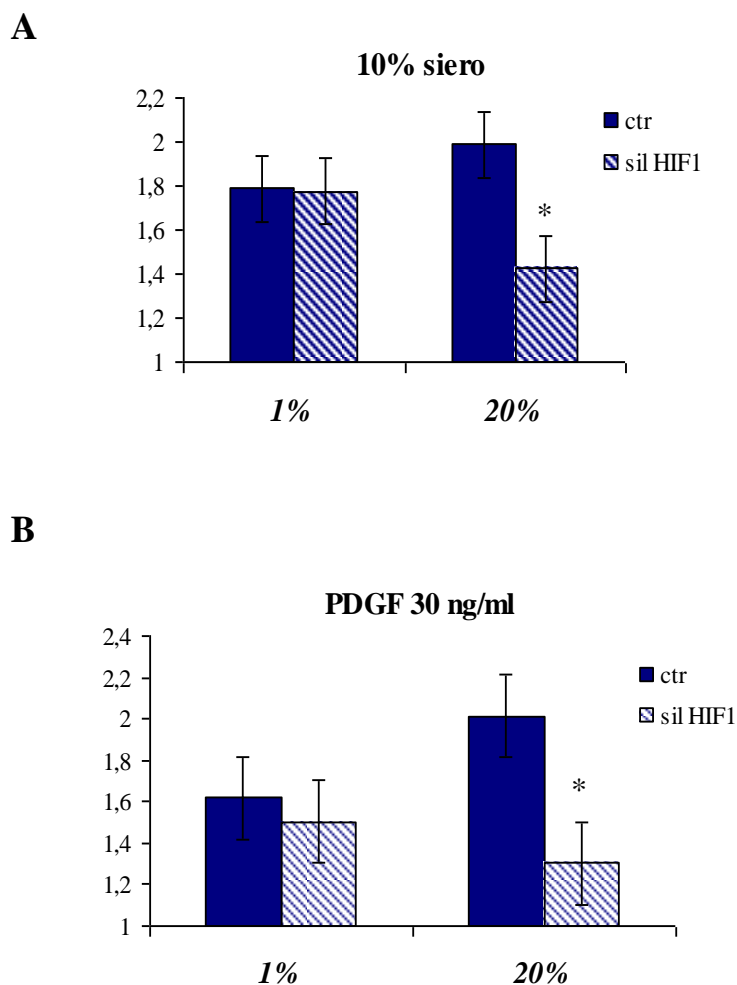 A
10% siero
2,2
2
1,8
1,6
1,4
1,2
1
ctr
sil HIF1
*
1%
20%
B
PDGF 30 ng/ml
2,4
2,2
2
1,8
1,6
1,4
1,2
1
ctr
sil HIF1
*
1%
20%